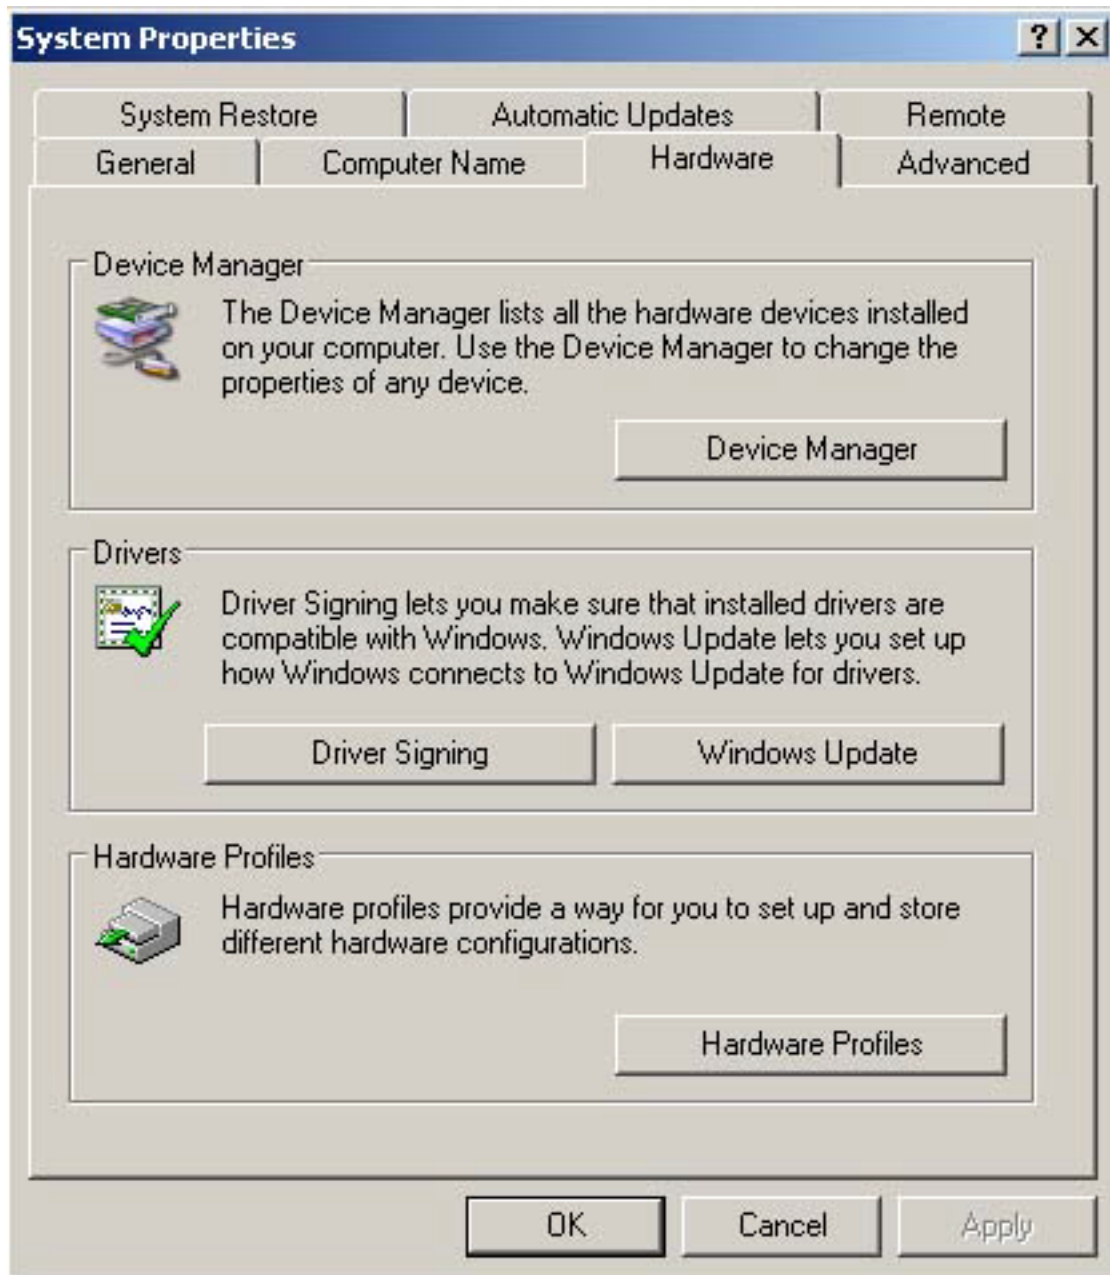 System Properties
System Restore Automatic Updates Remote
General Computer Name Hardware Advanced
Device Manager
The Device Manager lists all the hardware devices installed
on your computer. Use the Device Manager to change the
properties of any device.
Device Manager
Drivers
Driver Signing lets you make sure that installed drivers are
compatible with Windows. Windows Update lets you set up
how Windows connects to Windows Update for drivers.
Driver Signing Windows Update
Hardware Profiles
Hardware profiles provide a way for you to set up and store
different hardware configurations.
Hardware Profiles
OK Cancel Apply